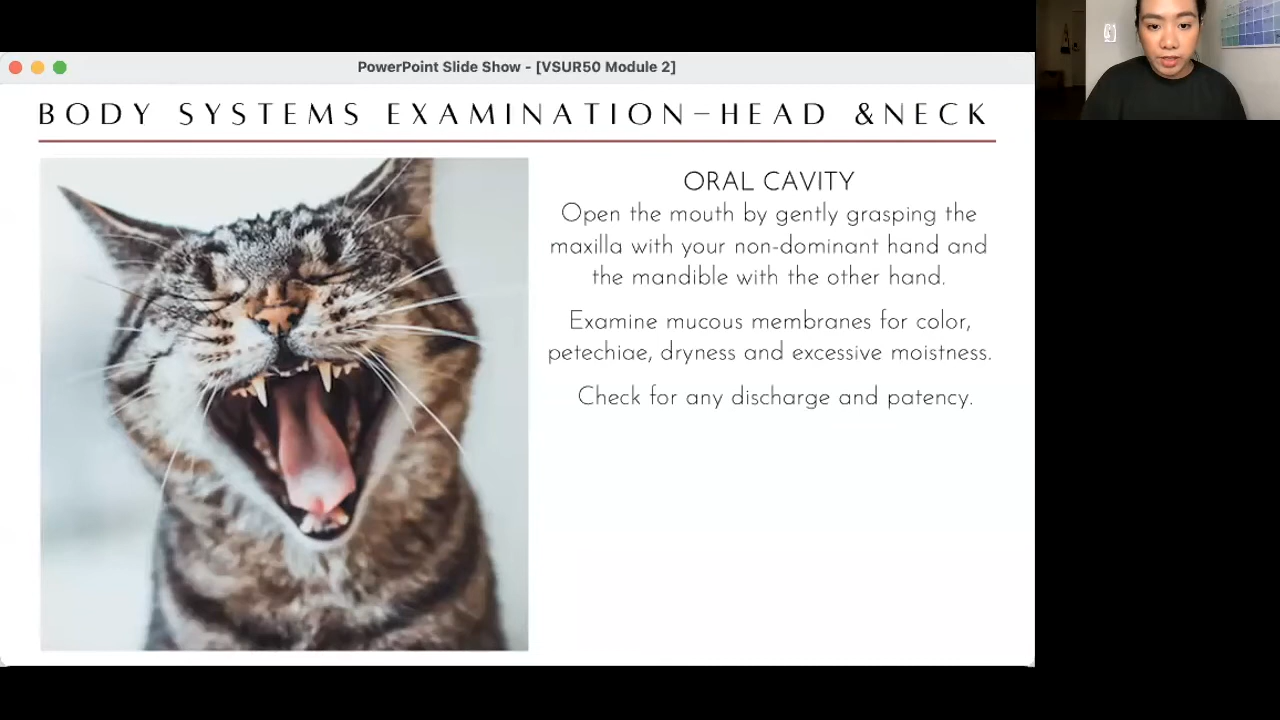 PowerPoint Slide Show - [VSUR50 Module 2]
BODY SYSTEMS EXAMINATION–HEAD &NECK
ORAL CAVITY
Open the mouth by gently grasping the
maxilla with your non-dominant hand and
the mandible with the other hand.
Examine mucous membranes for color,
petechiae, dryness and excessive moistness.
Check for any discharge and patency.